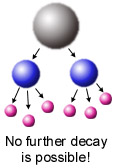 No further decay
is possible!